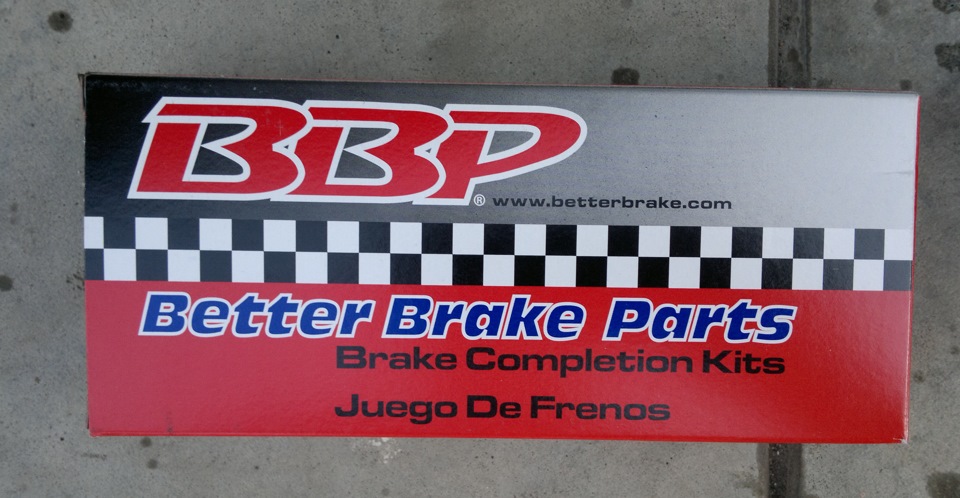 BBP® www.betterbrake.com
Better Brake Parts
Brake Completion Kits
Juego De Frenos